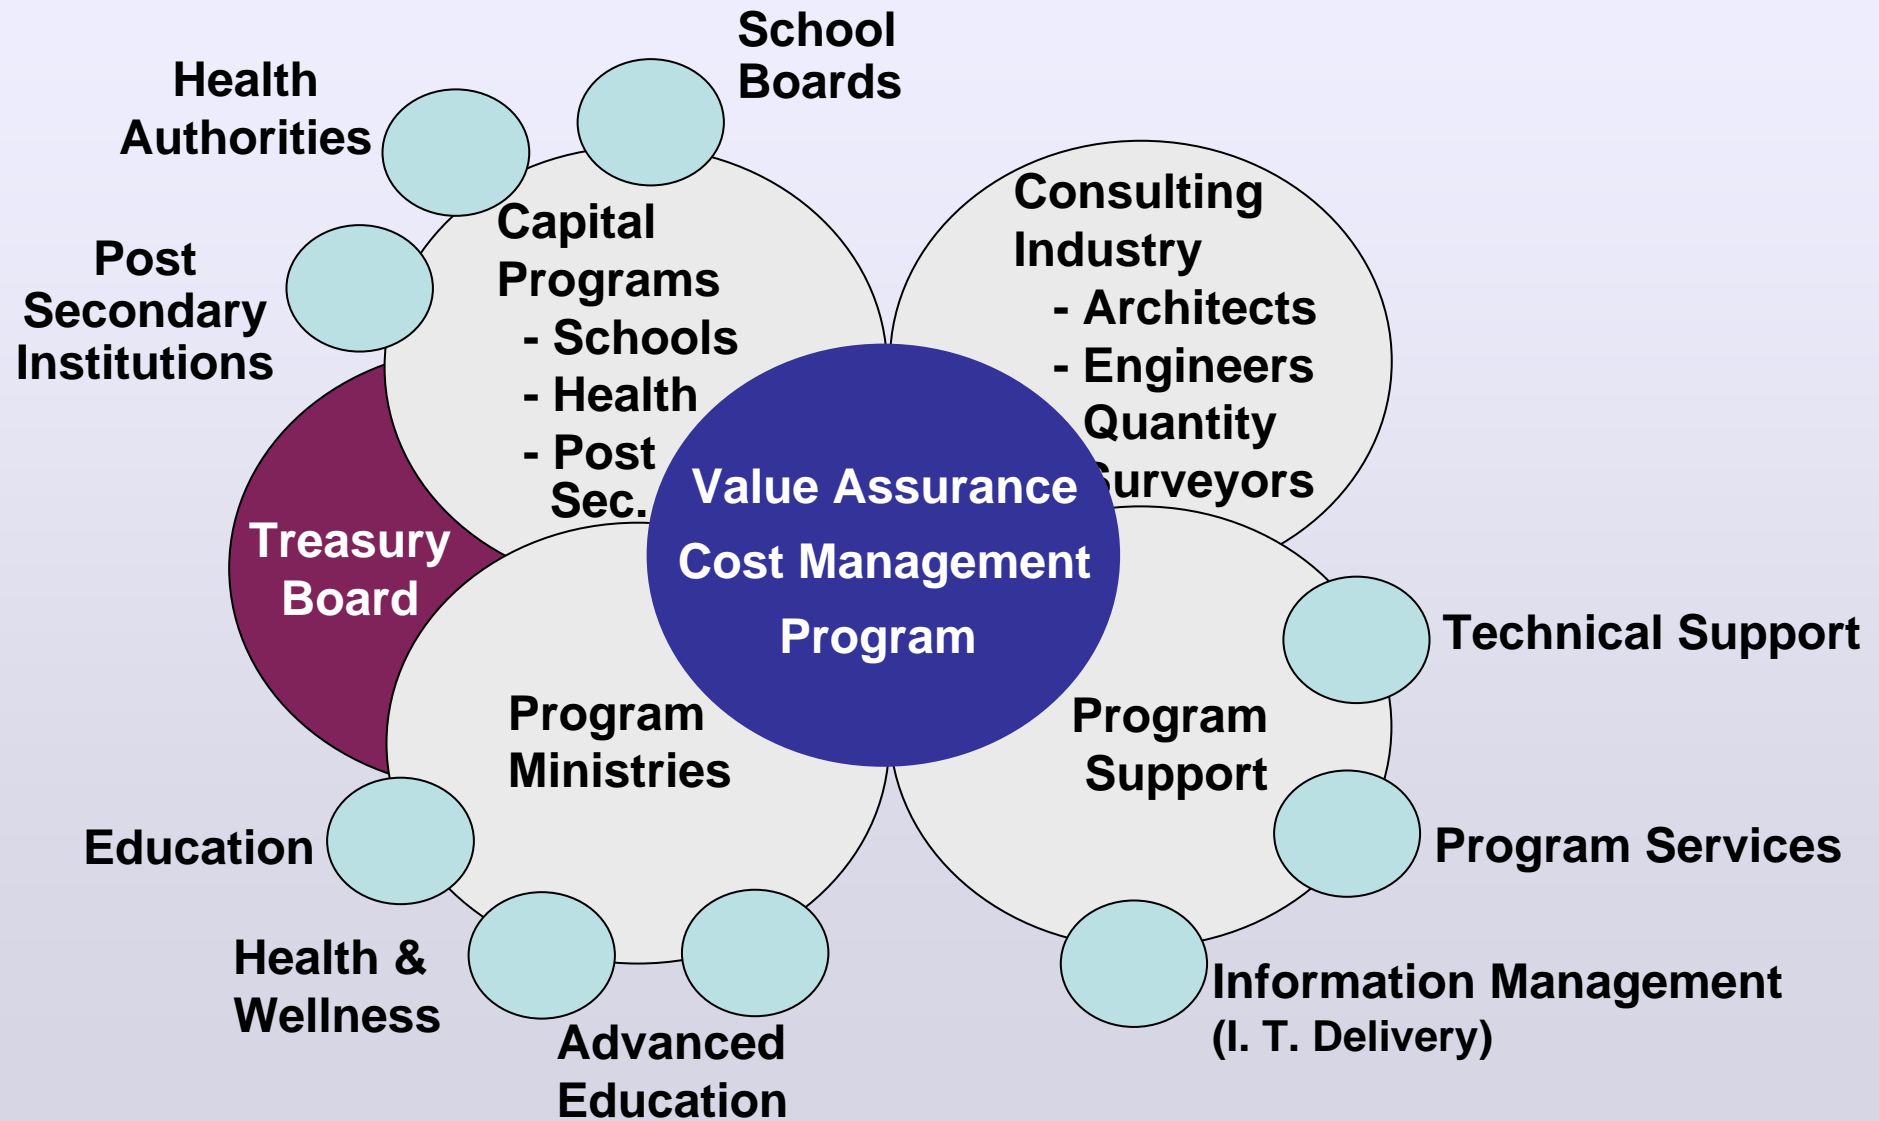 School
Boards
Health
Authorities
Post
Secondary
Institutions
Capital
Programs
- Schools
- Health
- Post
Sec.
Consulting
Industry
- Architects
- Engineers
Quantity
urveyors
Treasury
Board
Value Assurance
Cost Management
Program
Program
Ministries
Program
Support
Technical Support
Program Services
Information Management
(I. T. Delivery)
Education
Health &
Wellness
Advanced
Education